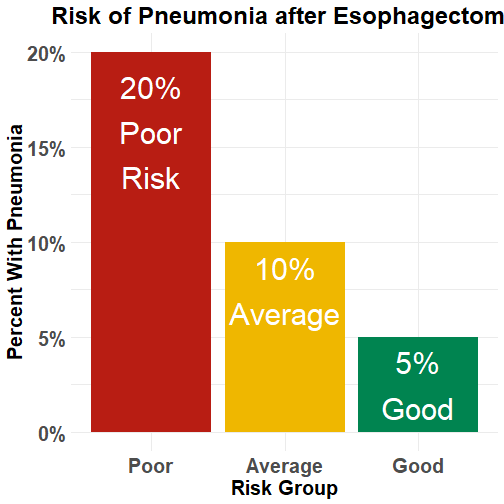 Risk of Pneumonia after Esophagectom
Percent With Pneumonia
20%
15%
10%
5%
0%
20%
Poor
Risk
10%
Average
5%
Good
Poor
Average
Good
Risk Group